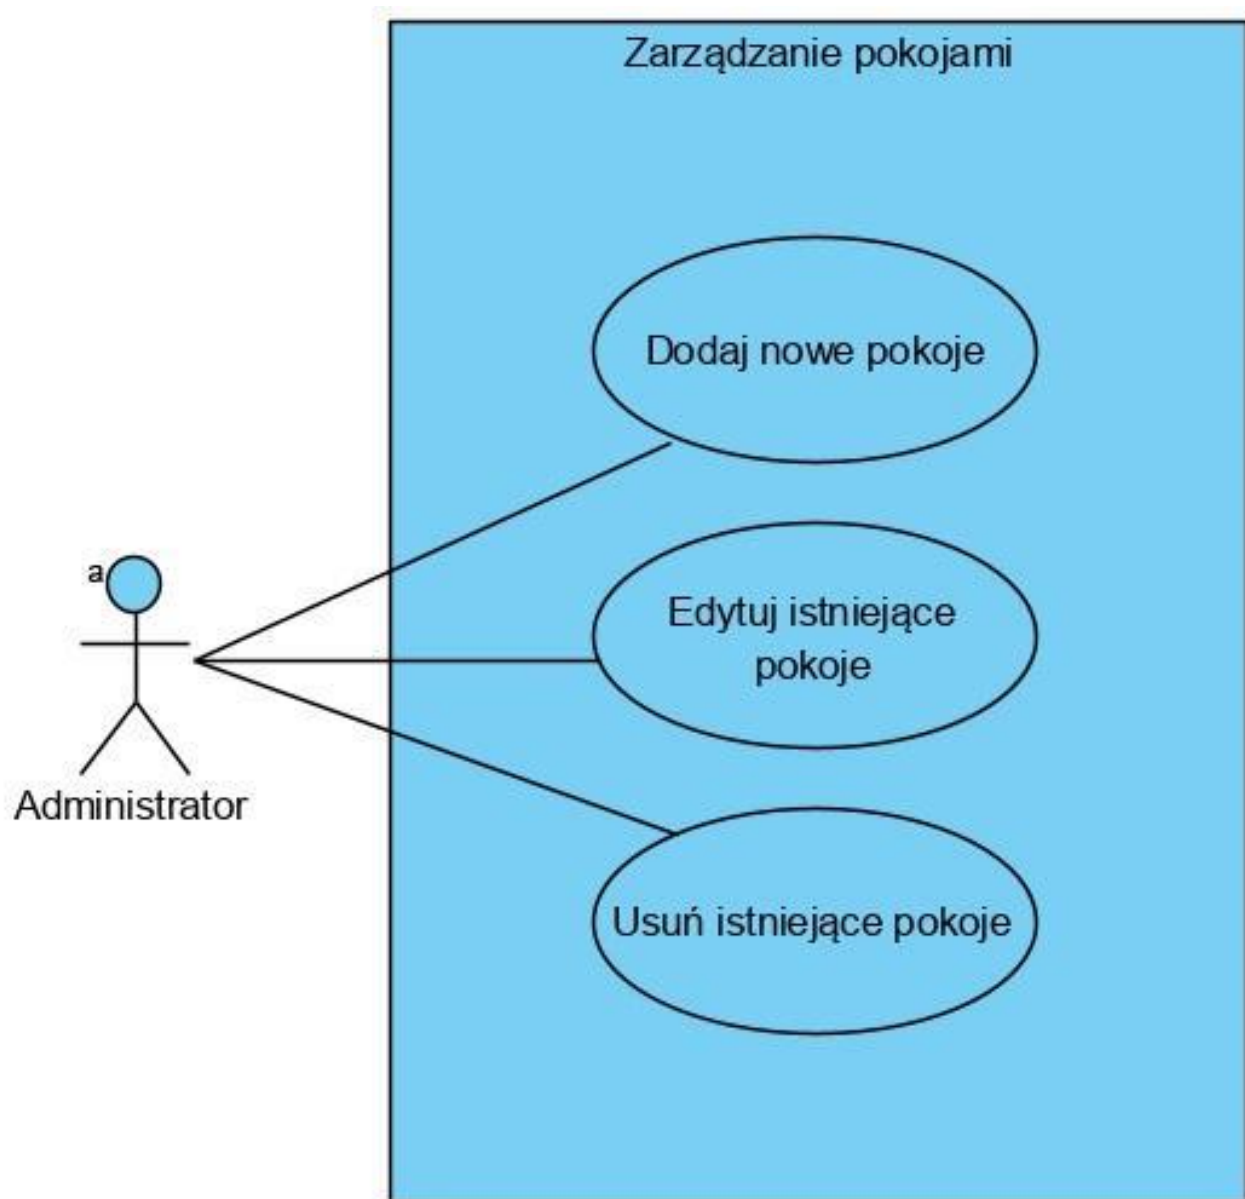 Zarządzanie pokojami
Dodaj nowe pokoje
a
Edytuj istniejące
pokoje
Administrator
Usuń istniejące pokoje